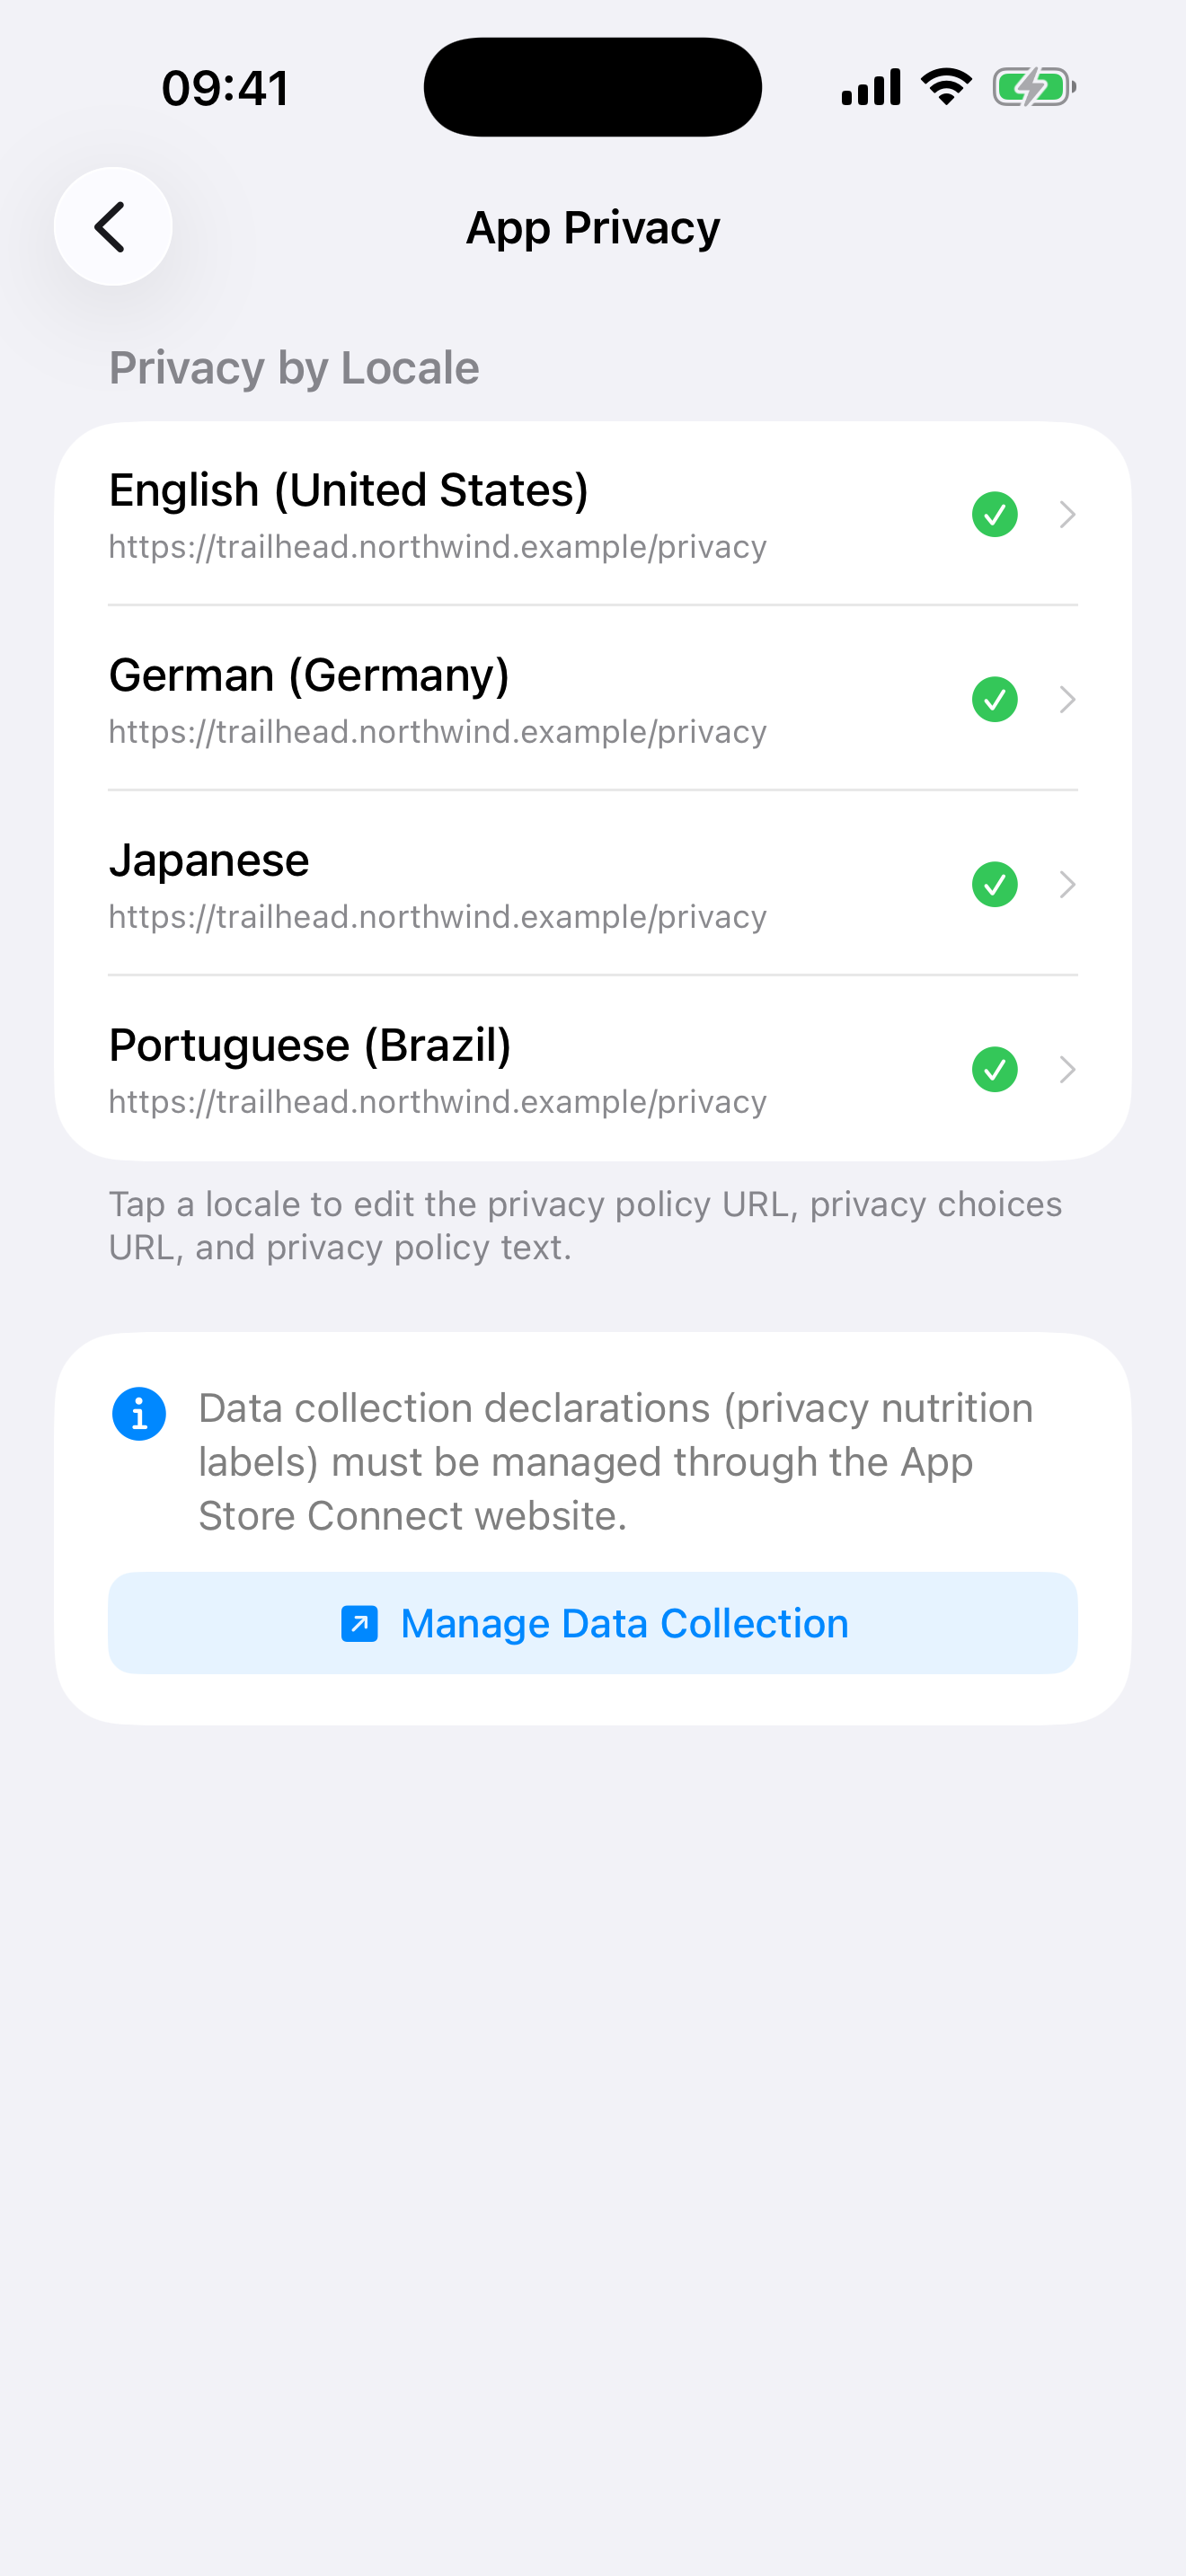 09:41
App Privacy
Privacy by Locale
English (United States)
https://trailhead.northwind.example/privacy
German (Germany)
https://trailhead.northwind.example/privacy
Japanese
https://trailhead.northwind.example/privacy
Portuguese (Brazil)
https://trailhead.northwind.example/privacy
Tap a locale to edit the privacy policy URL, privacy choices
URL, and privacy policy text.
Data collection declarations (privacy nutrition
labels) must be managed through the App
Store Connect website.
Manage Data Collection